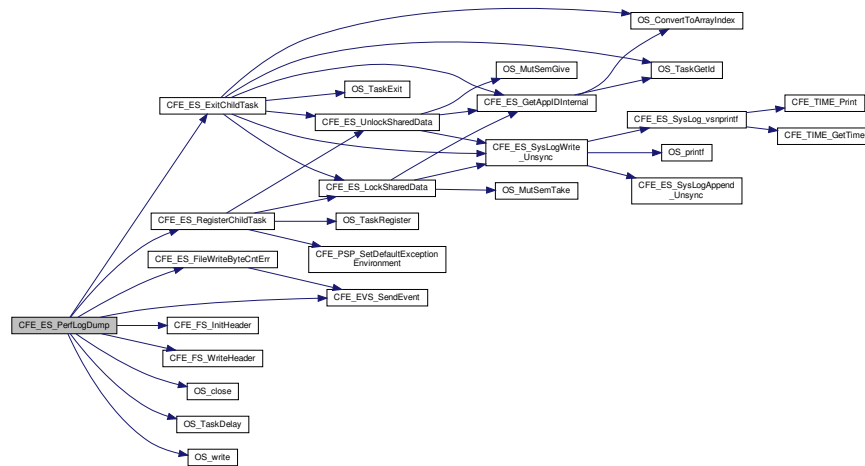 OS_ConvertToArrayIndex
OS_MutSemGive
OS_TaskGetId
OS_TaskExit
CFE_ES_ExitChildTask
CFE_ES_GetAppIDInternal
CFE_TIME_Print
CFE_ES_UnlockSharedData
CFE_ES_SysLog_vsnprintf
CFE_TIME_GetTime
CFE_ES_SysLogWrite
_Unsync
OS_printf
CFE_ES_LockSharedData
OS_MutSemTake
CFE_ES_SysLogAppend
_Unsync
CFE_ES_RegisterChildTask
OS_TaskRegister
CFE_PSP_SetDefaultException
Environment
CFE_ES_FileWriteByteCntErr
CFE_EVS_SendEvent
CFE_ES_PerfLogDump
CFE_FS_InitHeader
CFE_FS_WriteHeader
OS_close
OS_TaskDelay
OS_write